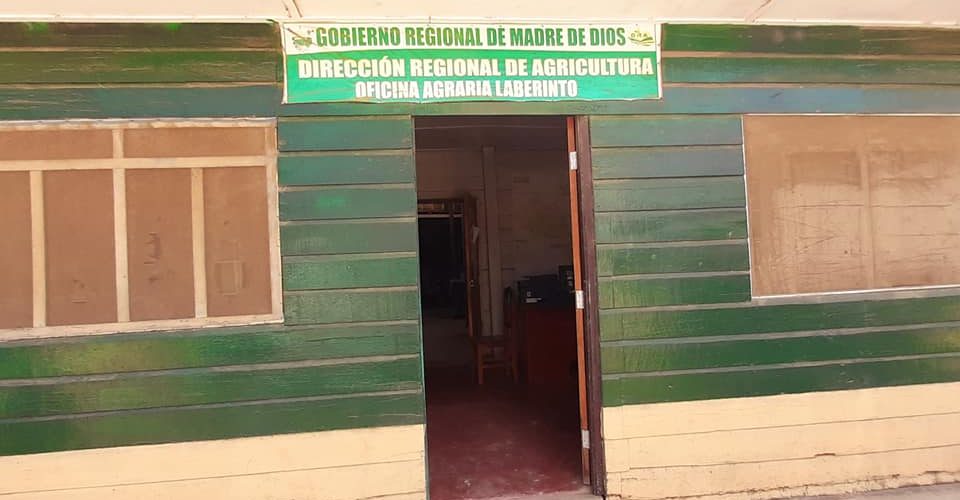 GOBIERNO REGIONAL DE MADRE DE DIOS
DIRECCIÓN REGIONAL DE AGRICULTURA
OFICINA AGRARIA LABERINTO